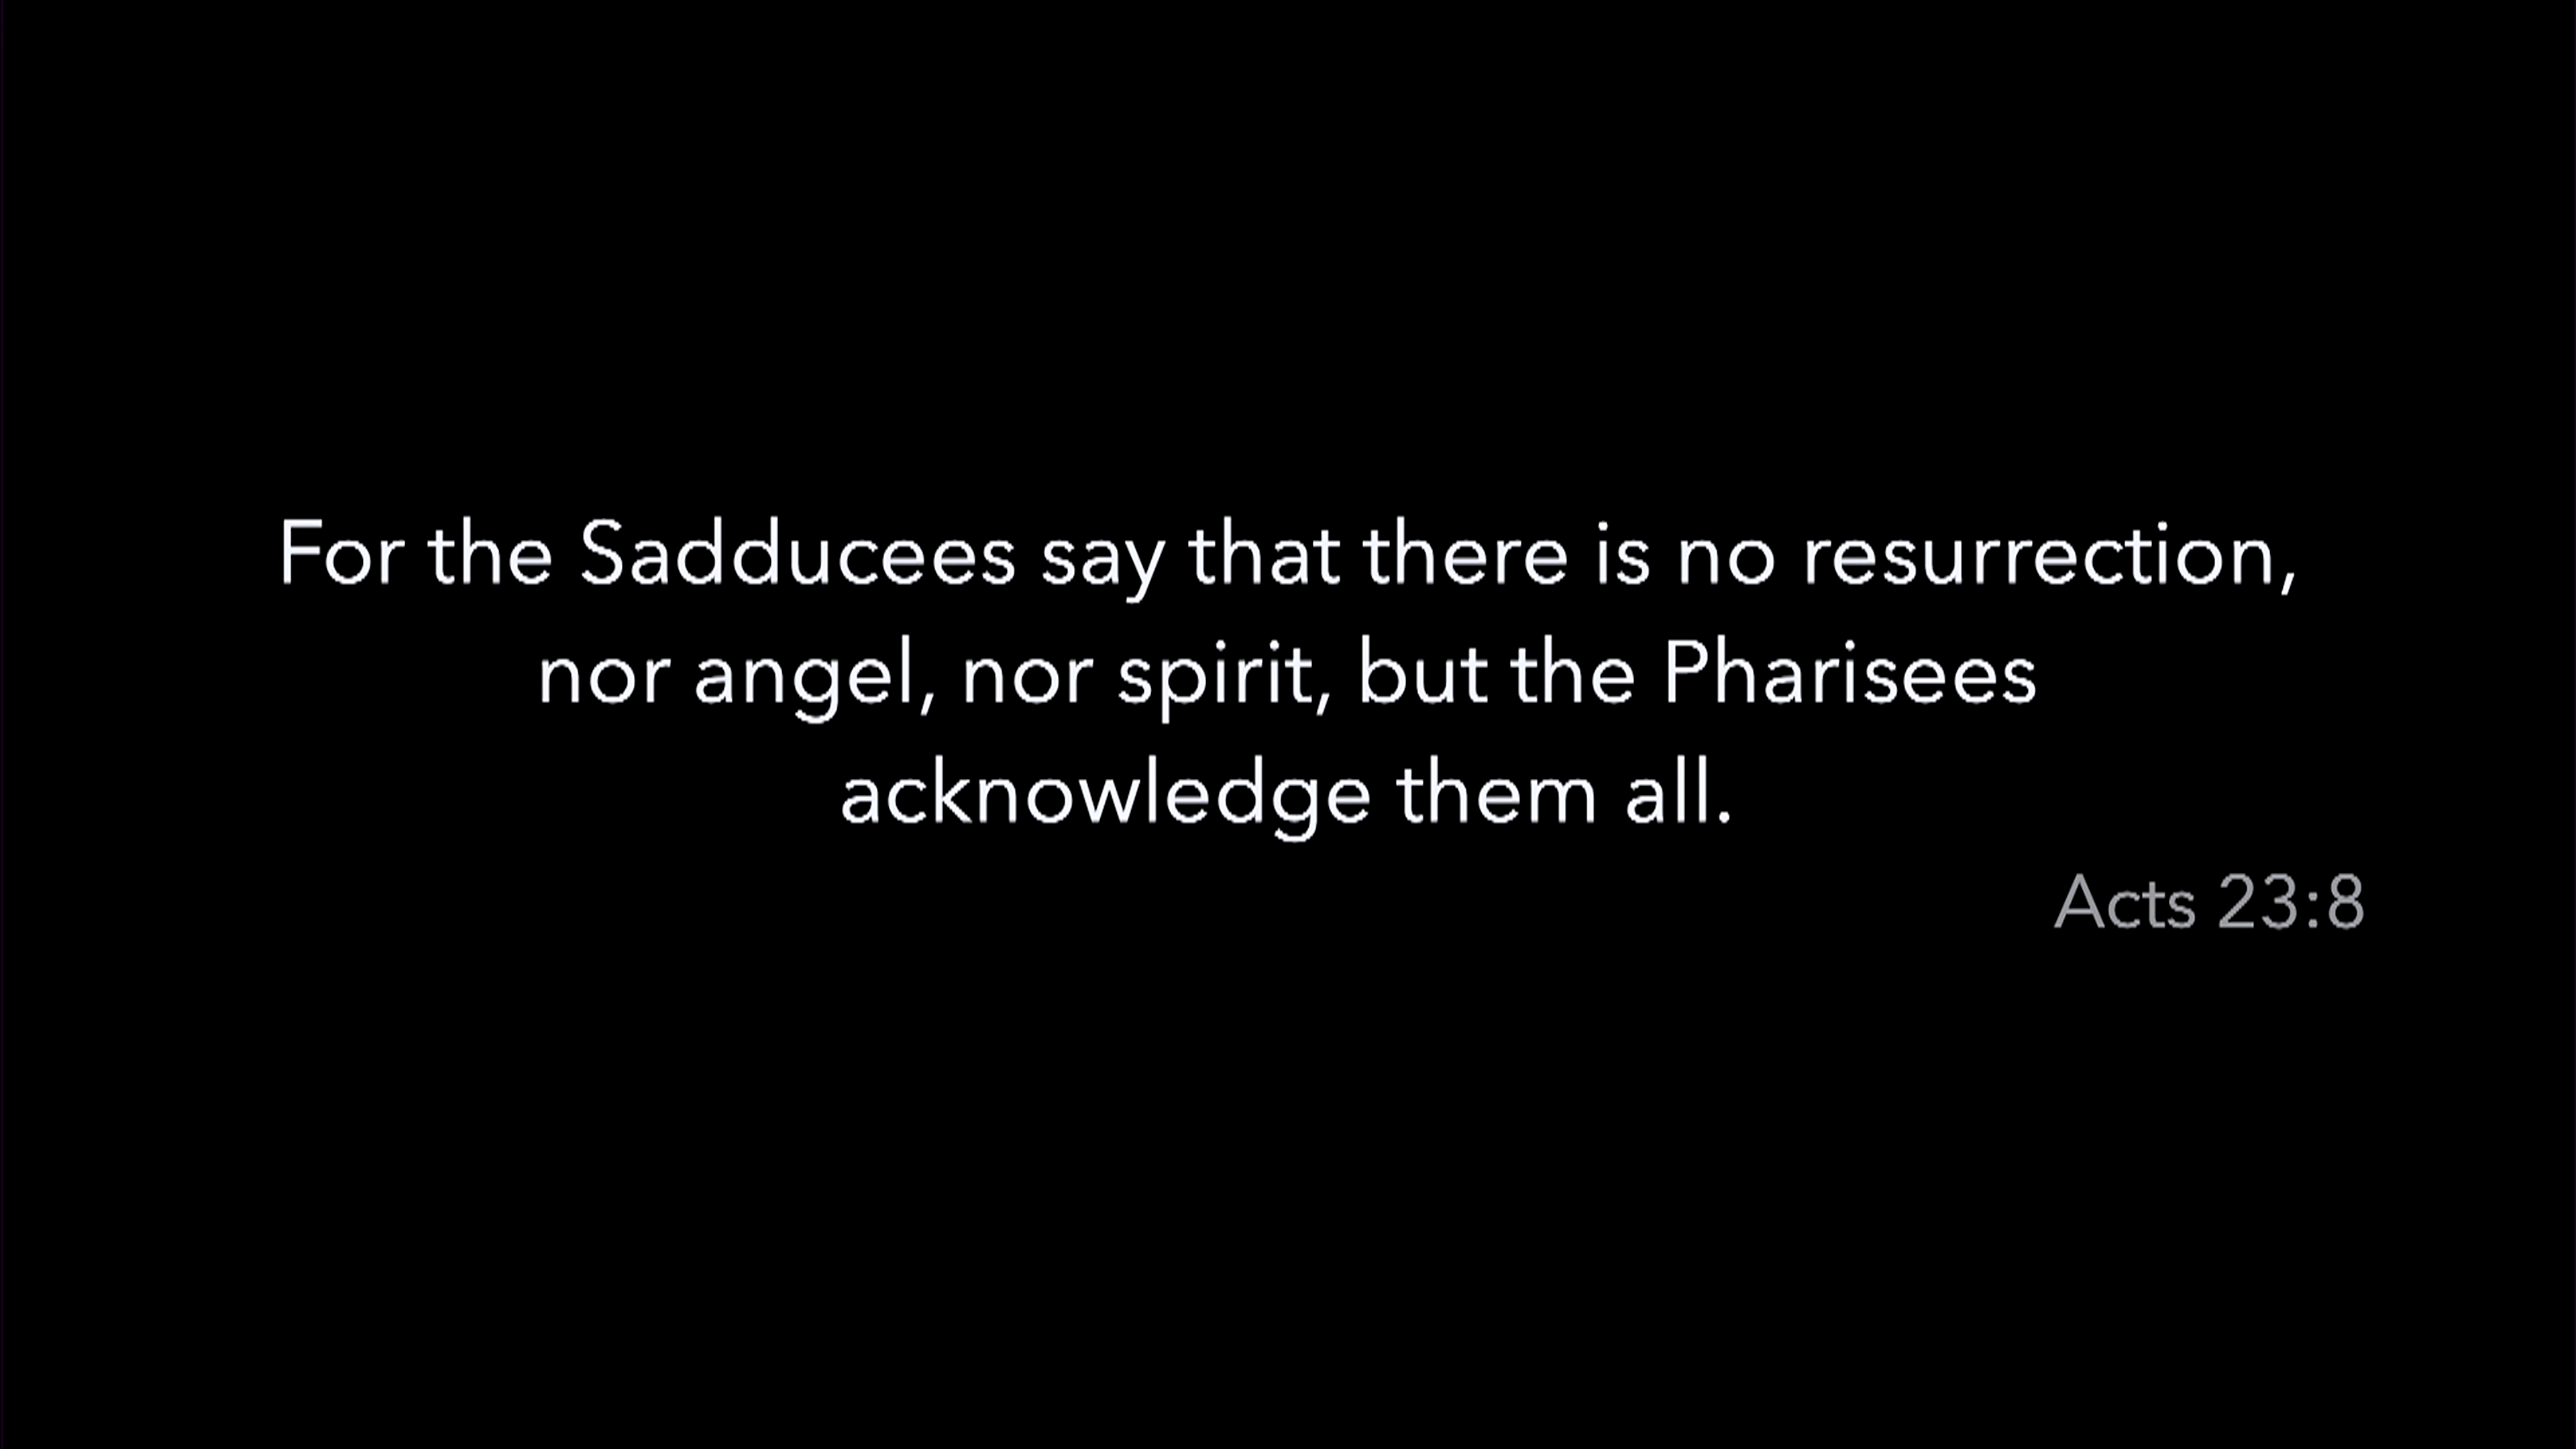 For the Sadducees say that there is no resurrection,
nor angel, nor spirit, but the Pharisees
acknowledge them all.
Acts 23:8